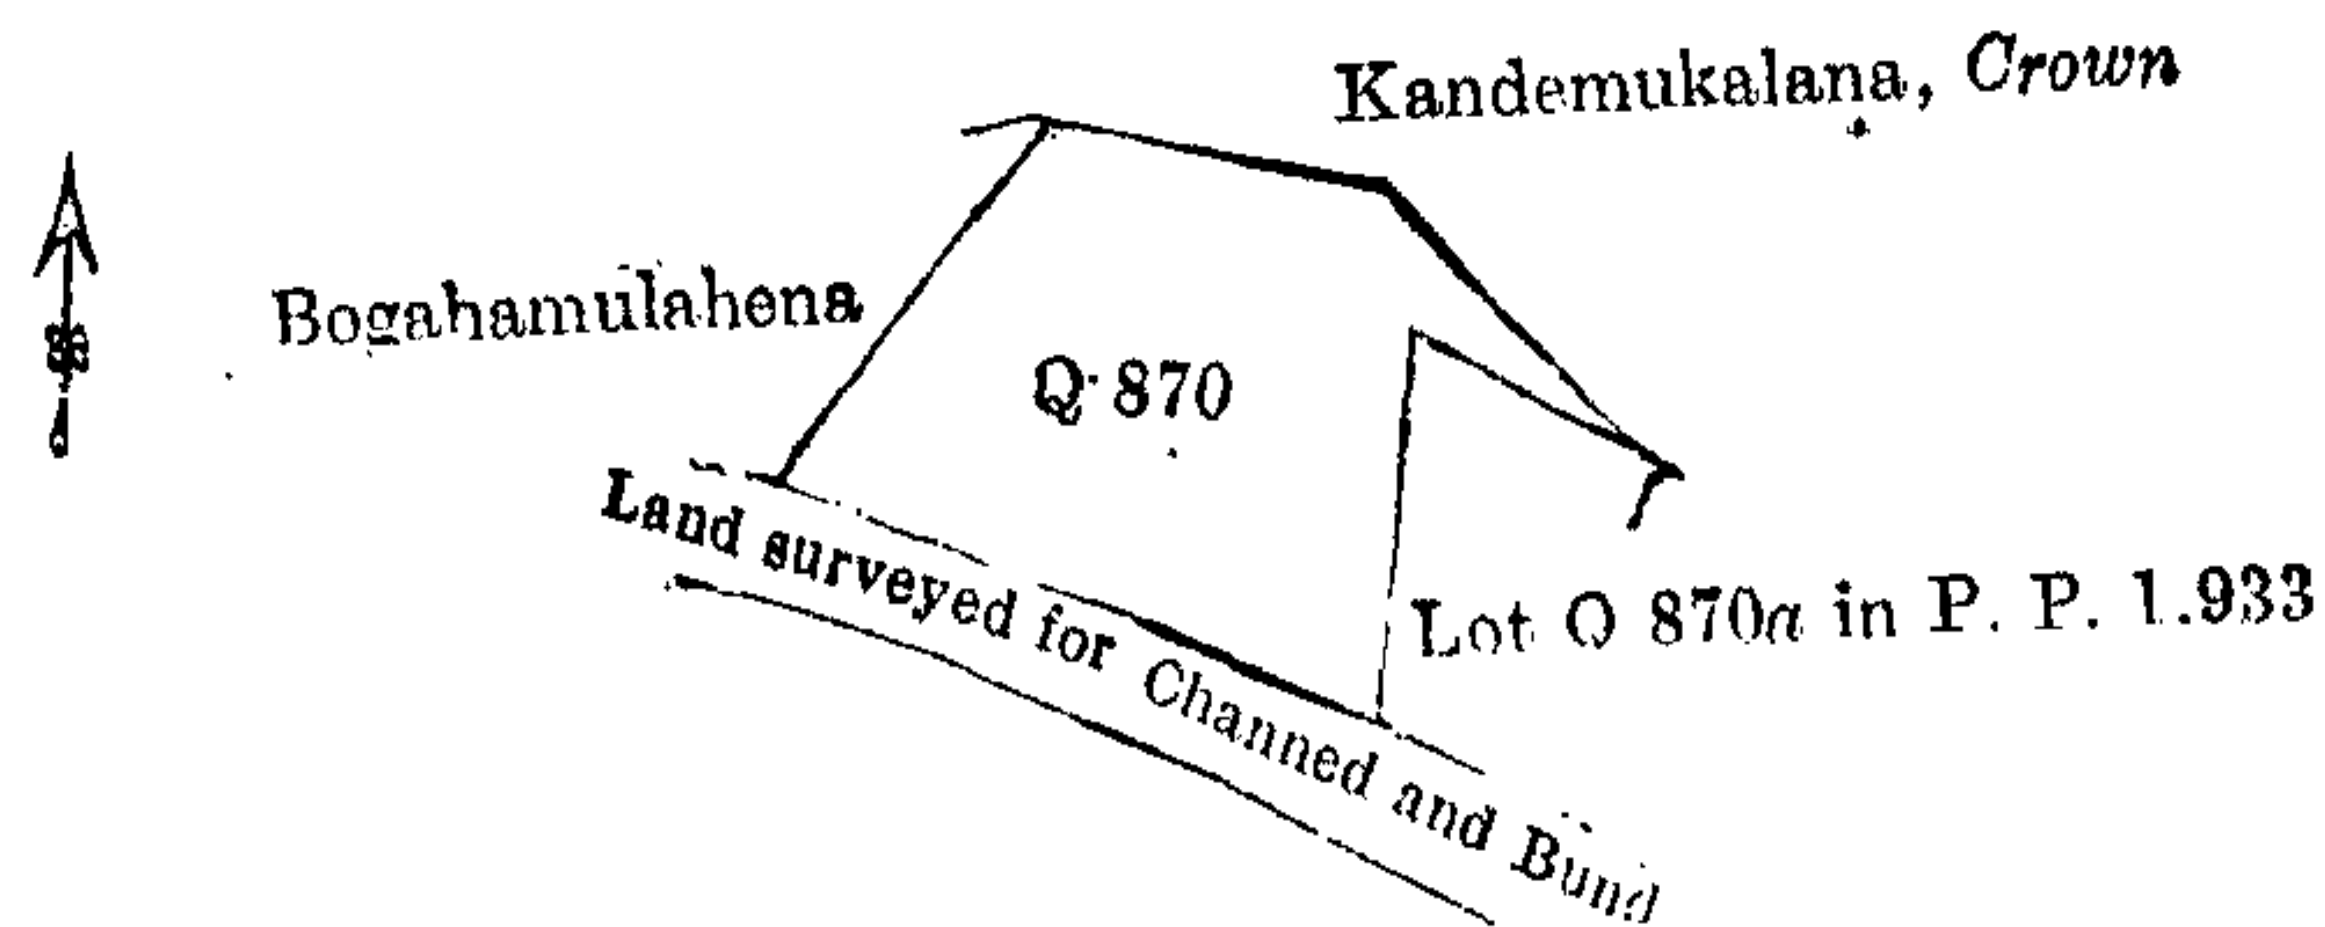 Kandemukalana, Crown
Bogahamulahena
Q 870
Land surveyed for Channed and Bund
Lot O 870a in P. P. 1.933